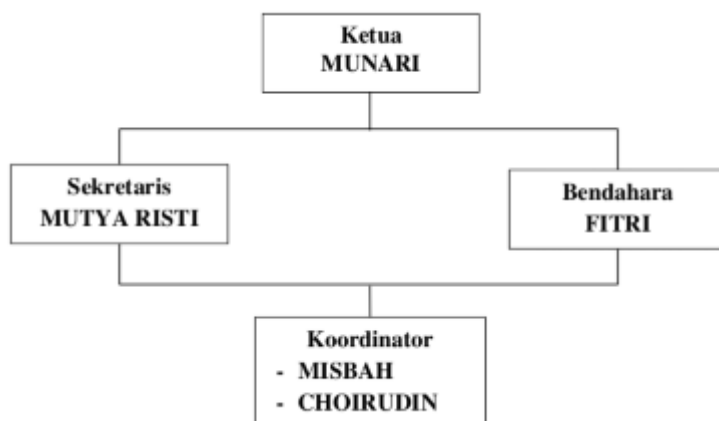 Ketua
MUNARI
Sekretaris
MUTYA RISTI
Bendahara
FITRI
Koordinator
- MISBAH
- CHOIRUDIN